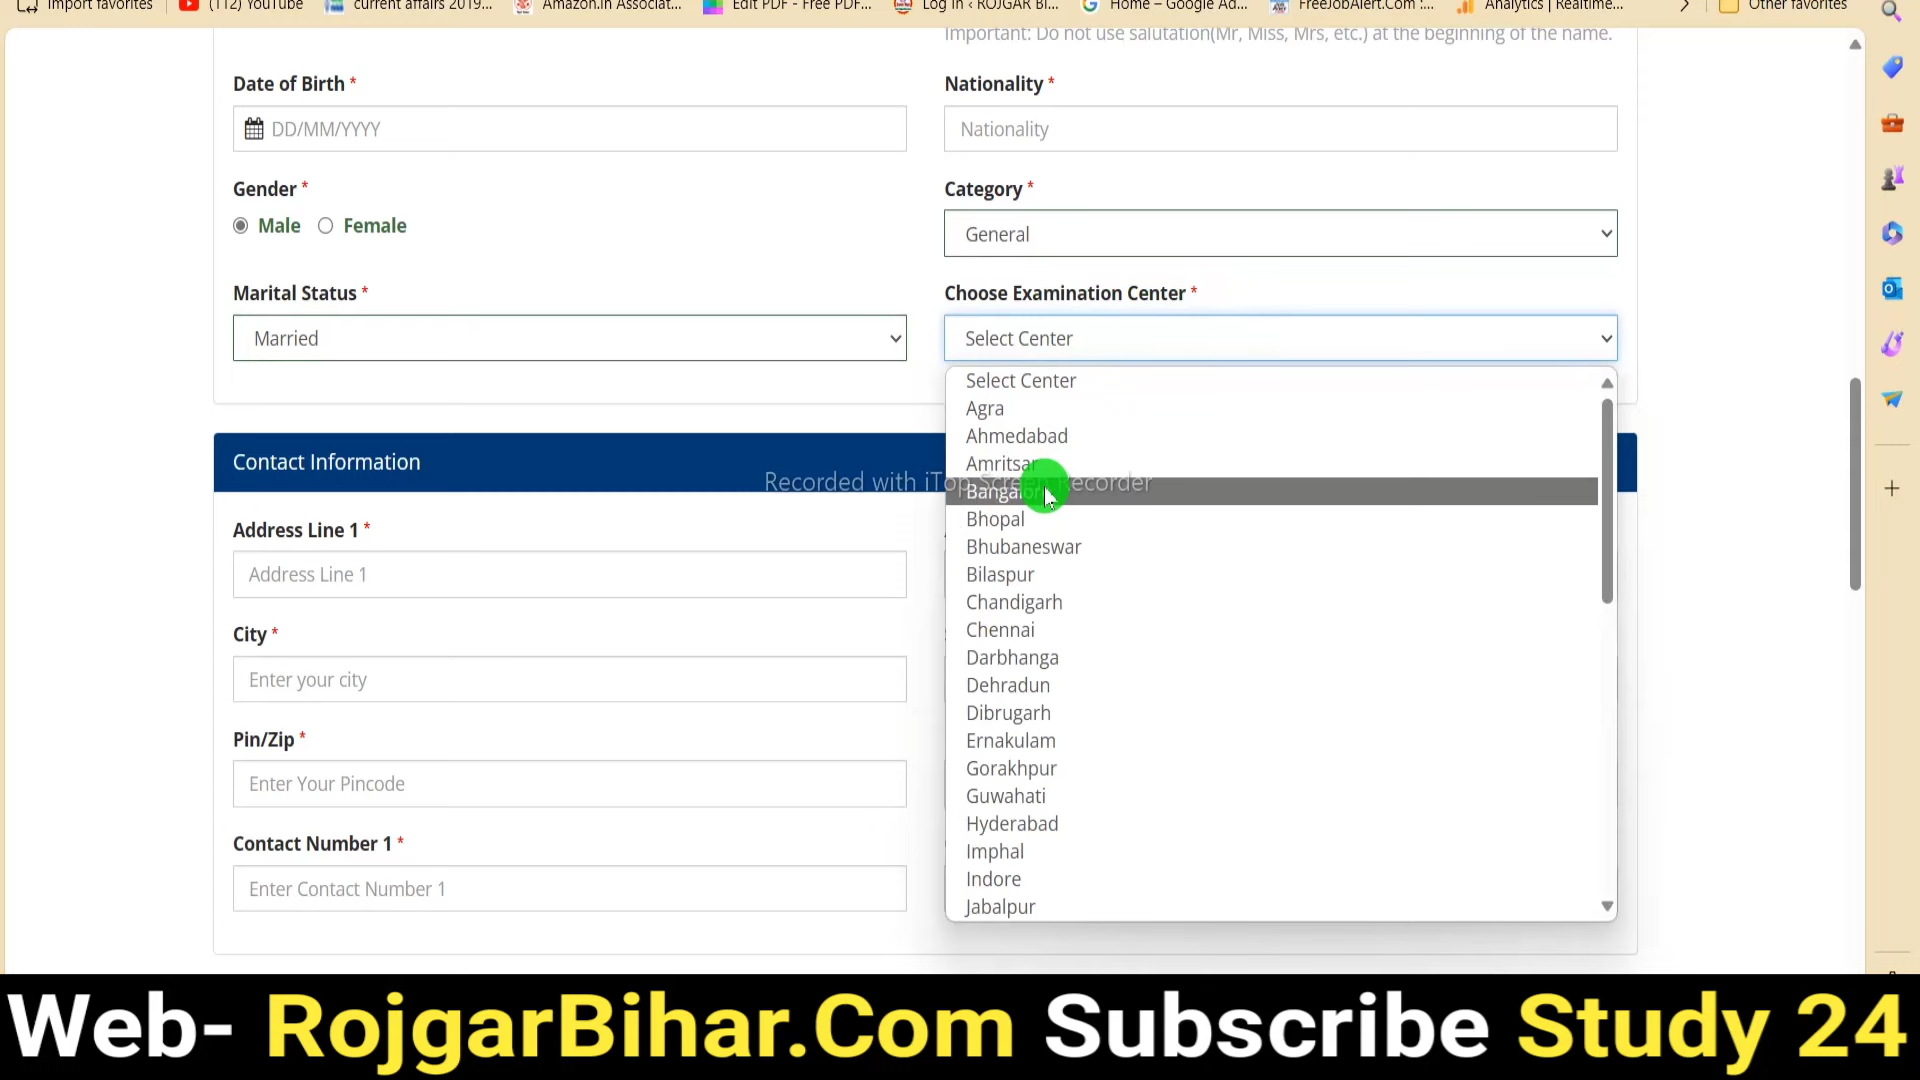 Import favorites
(112) YouTube
current affairs 2019...
Amazon.in Associat...
Edit PDF - Free PDF...
Log In ‹ ROJGAR BI...
Home – Google Ad...
FreeJobAlert.Com :...
Analytics | Realtime...
Other favorites
Important: Do not use salutation(Mr, Miss, Mrs, etc.) at the beginning of the name.
Date of Birth *
Nationality *
DD/MM/YYYY
Nationality
Gender *
Category *
Male Female
General
Marital Status *
Choose Examination Center *
Married
Select Center
Select Center
Agra
Ahmedabad
Amritsar
Bangalore
Bhopal
Bhubaneswar
Bilaspur
Chandigarh
Chennai
Darbhanga
Dehradun
Dibrugarh
Ernakulam
Gorakhpur
Guwahati
Hyderabad
Imphal
Indore
Jabalpur
Contact Information
Recorded with iTop Screen Recorder
Address Line 1 *
Address Line 1
City *
Enter your city
Pin/Zip *
Enter Your Pincode
Contact Number 1 *
Enter Contact Number 1
Web- RojgarBihar.Com Subscribe Study 24